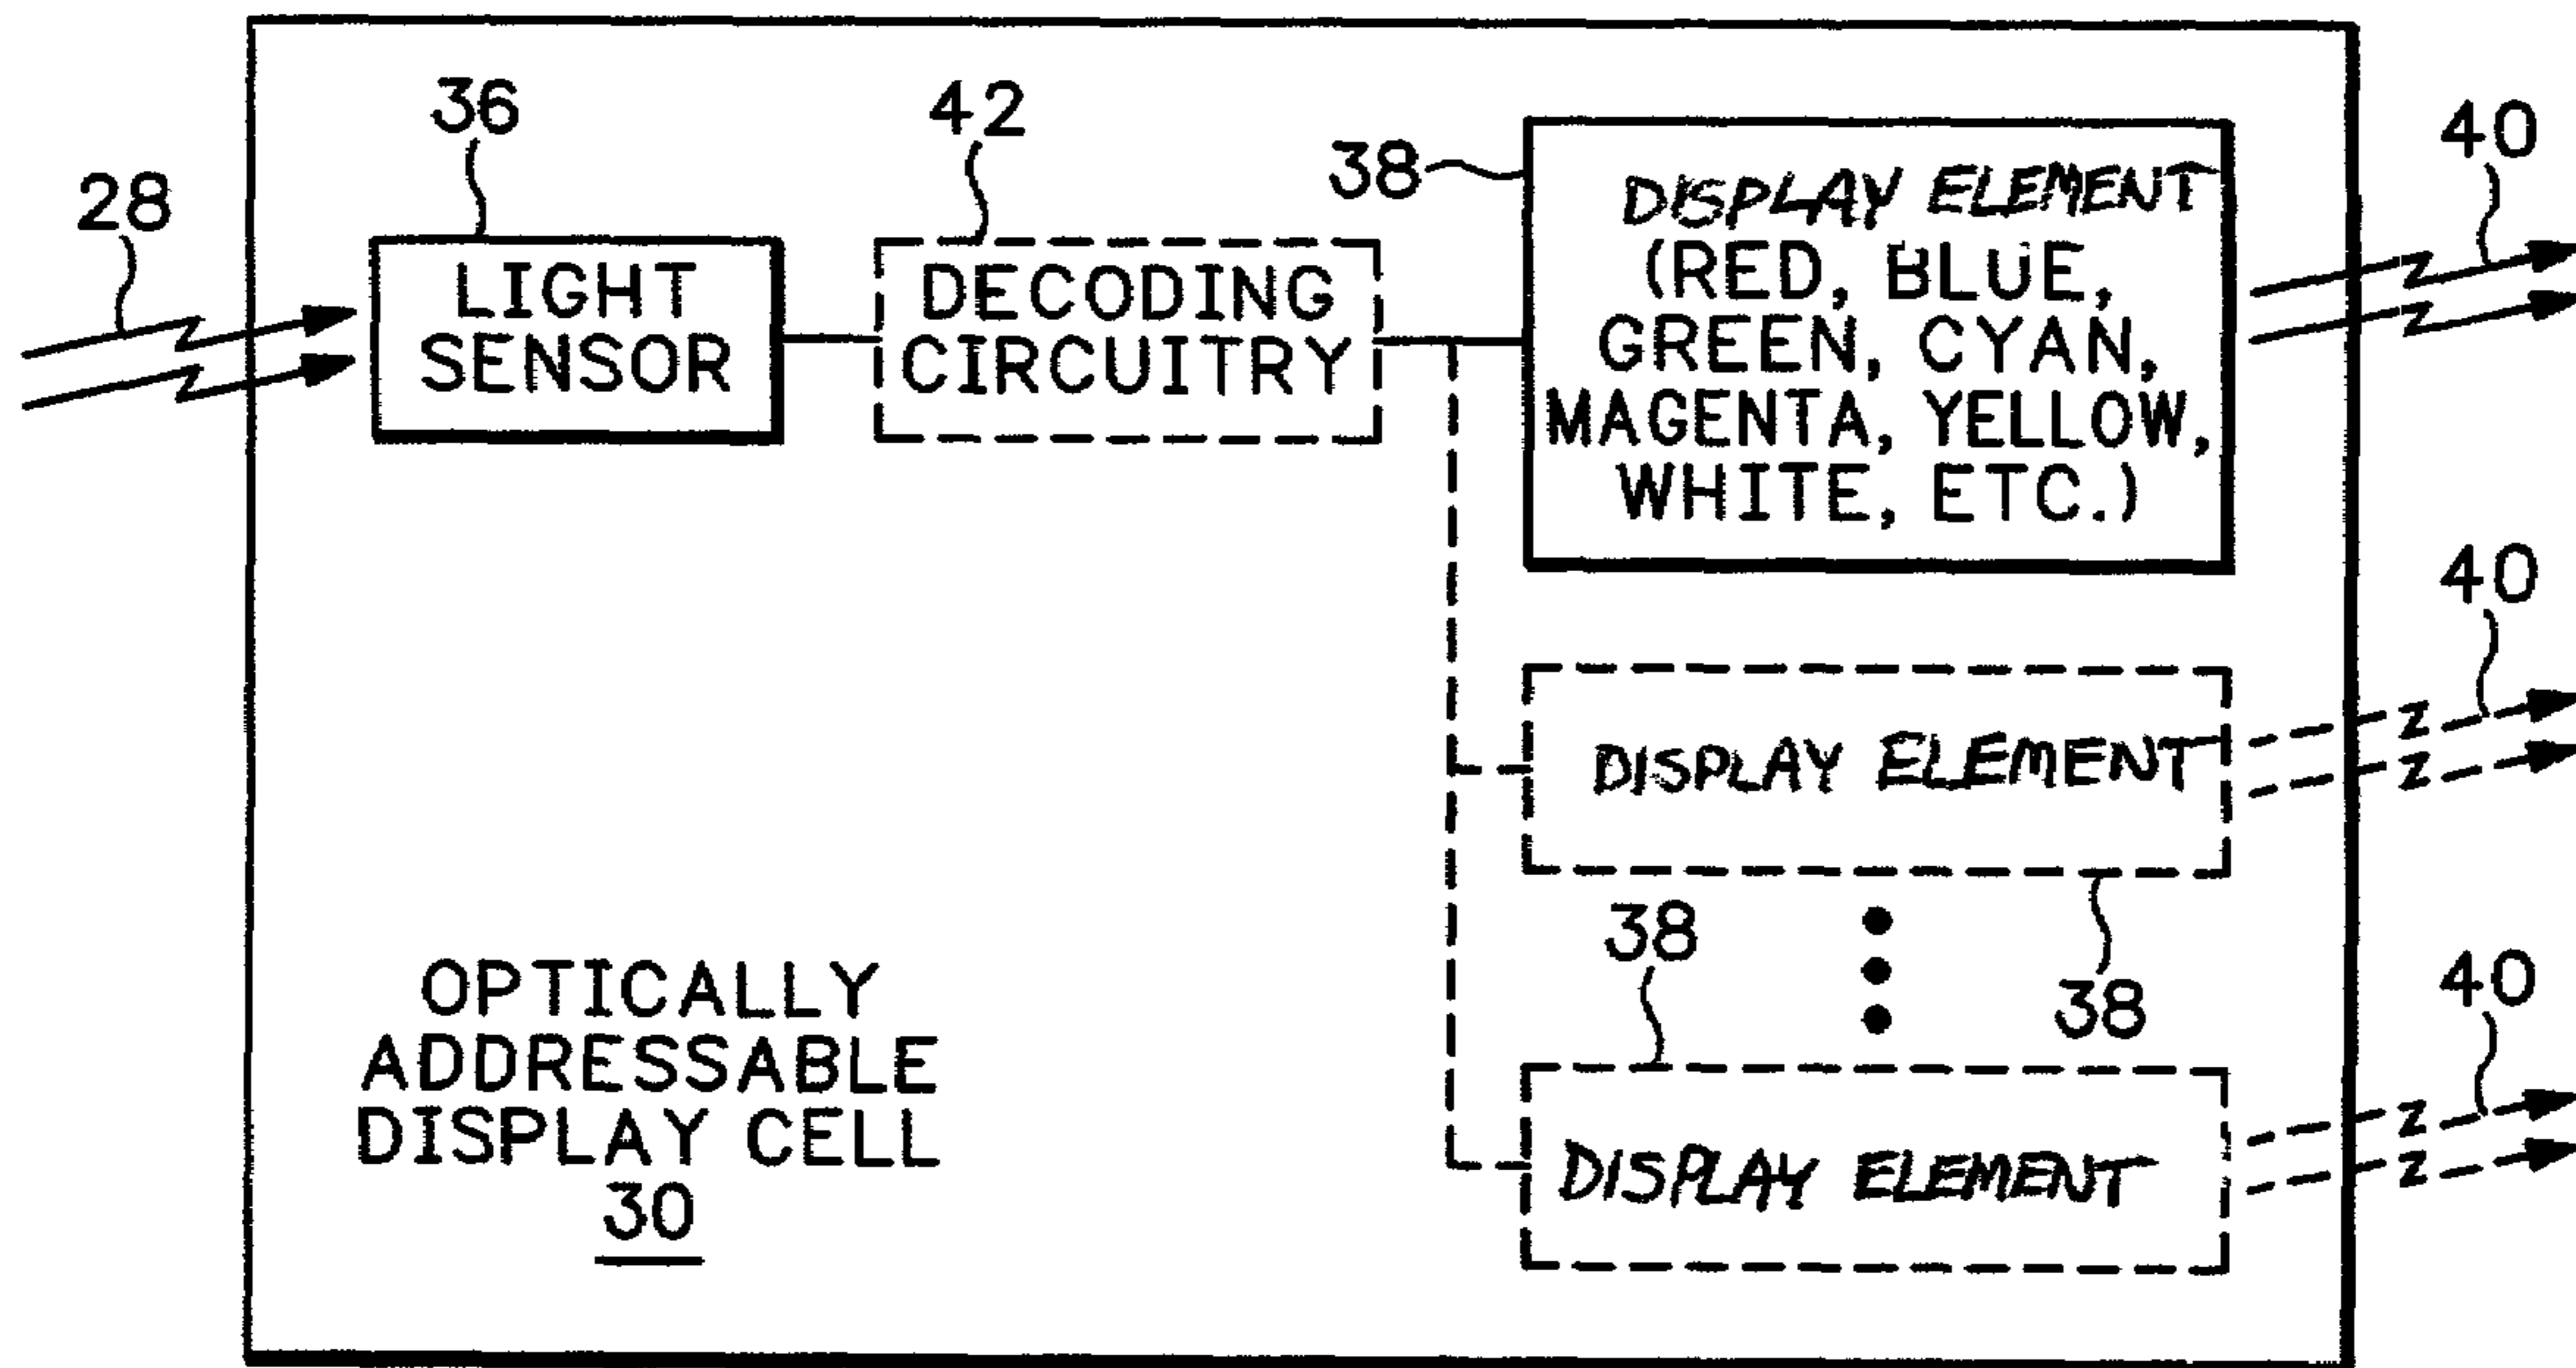 36
42
38
40
28
LIGHT
SENSOR
DECODING
CIRCUITRY
DISPLAY ELEMENT
(RED, BLUE,
GREEN, CYAN,
MAGENTA, YELLOW,
WHITE, ETC.)
40
DISPLAY ELEMENT
38
38
40
DISPLAY ELEMENT
OPTICALLY
ADDRESSABLE
DISPLAY CELL
30